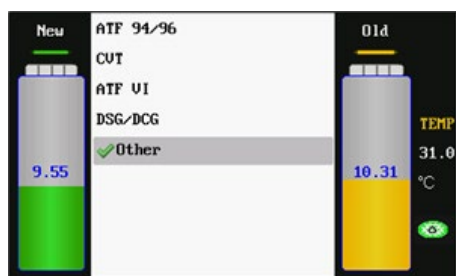 New
9.55
ATF 94/96
CVT
ATF VI
DSG/DCG
Other
Old
10.31
TEMP
31.0
°C